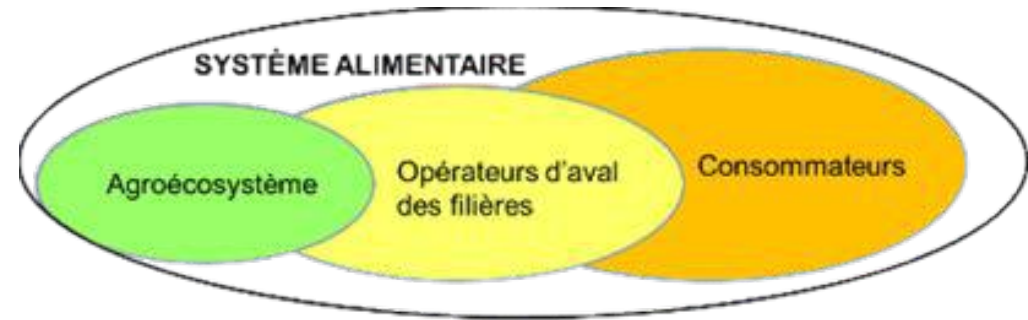 SYSTÈME ALIMENTAIRE
Agroécosystème
Opérateurs d'aval
des filières
Consommateurs